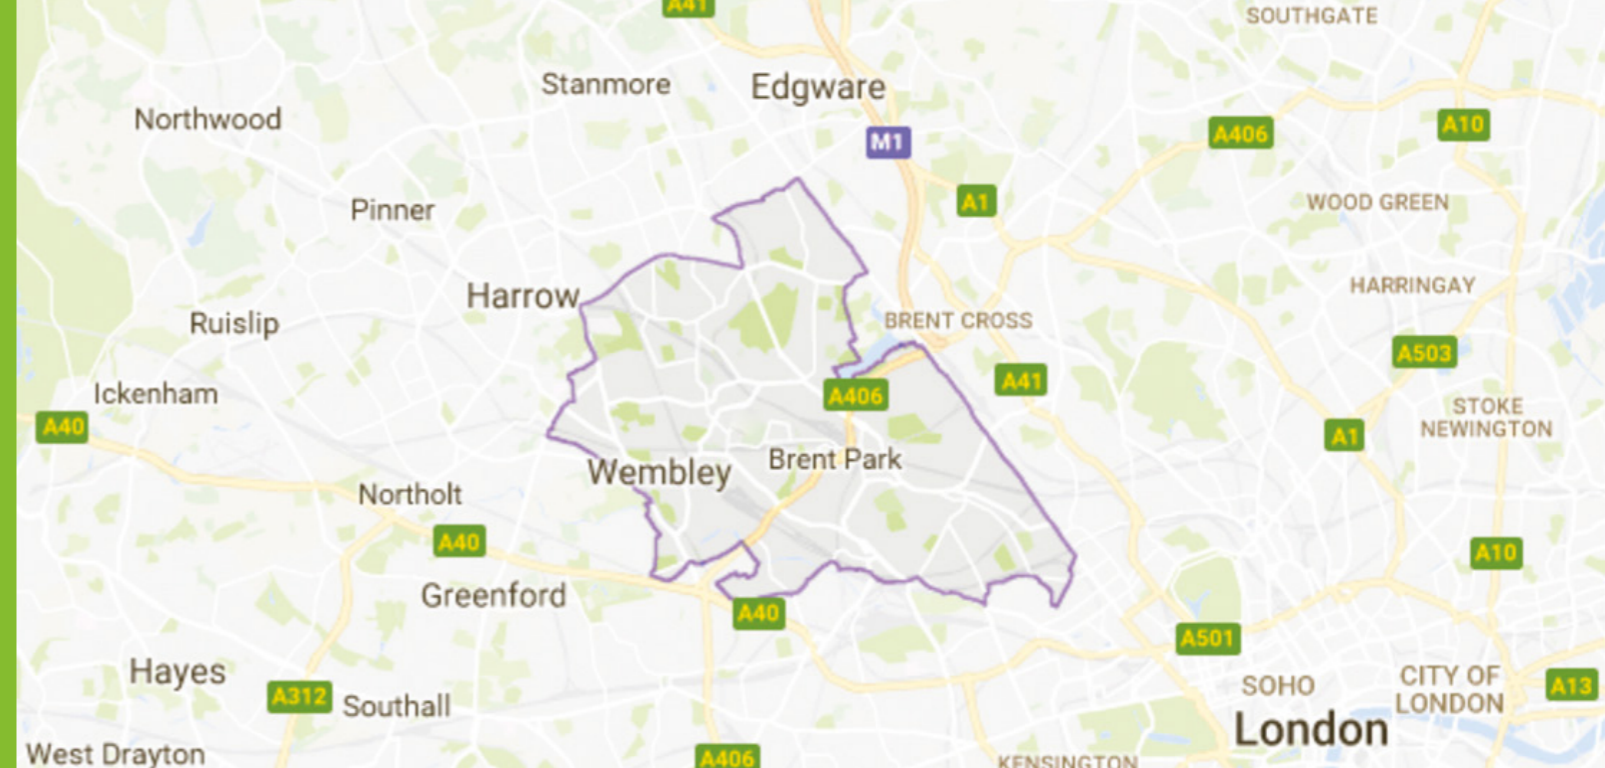 A41
SOUTHGATE
Stanmore
Edgware
Northwood
A10
A406
M1
A1
WOOD GREEN
Pinner
HARRINGAY
Harrow
BRENT CROSS
Ruislip
A503
A41
Ickenham
A406
STOKE
NEWINGTON
A40
A1
Brent Park
Wembley
Northolt
A40
A10
Greenford
A40
A501
Hayes
SOHO
CITY OF
LONDON
A13
A312
Southall
London
West Drayton
A406
KENSINGTON